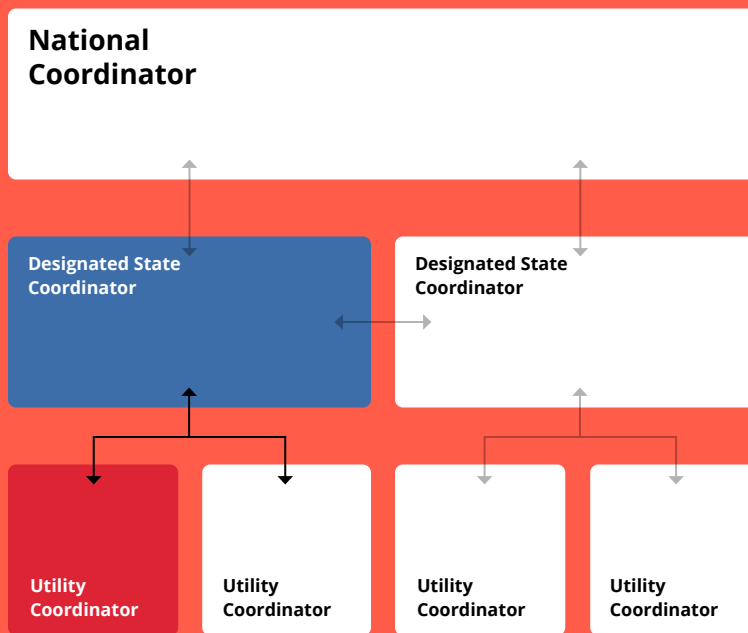 National
Coordinator
Designated State
Coordinator
Designated State
Coordinator
Utility
Coordinator
Utility
Coordinator
Utility
Coordinator
Utility
Coordinator